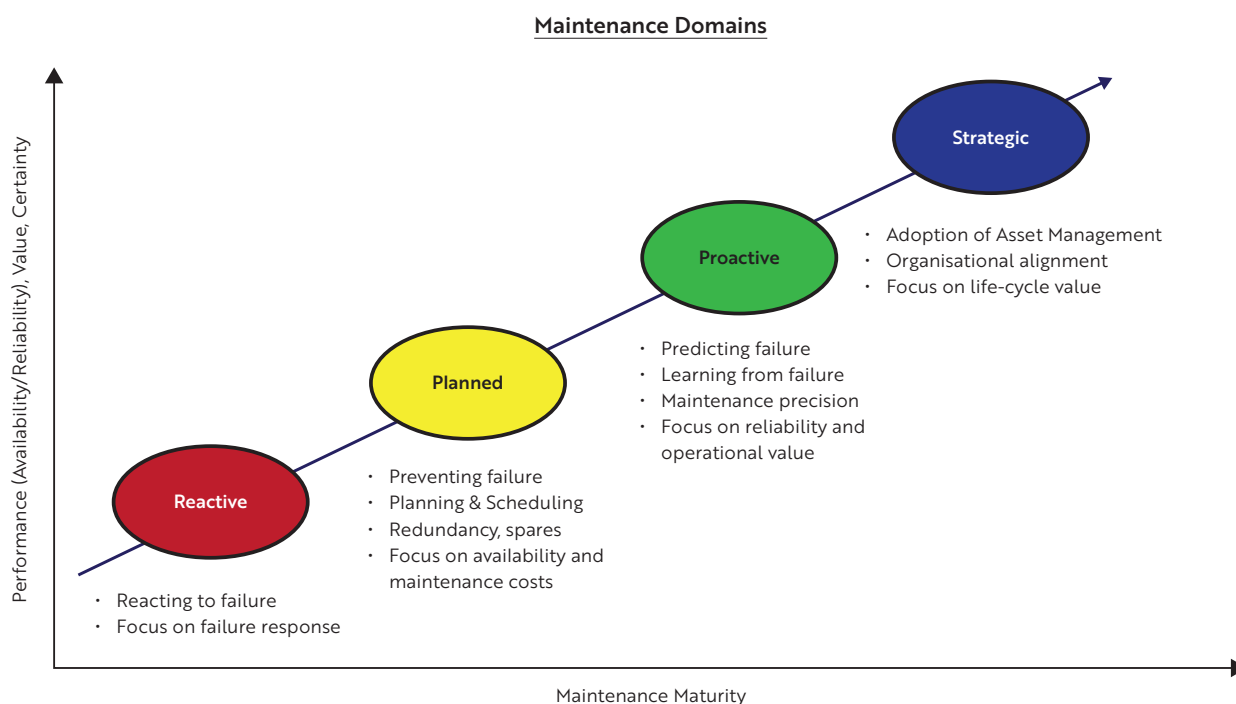 Maintenance Domains
Performance (Availability/Reliability), Value, Certainty
Strategic
• Adoption of Asset Management
• Organisational alignment
• Focus on life-cycle value
Proactive
• Predicting failure
• Learning from failure
• Maintenance precision
• Focus on reliability and
operational value
Planned
• Preventing failure
• Planning & Scheduling
• Redundancy, spares
• Focus on availability and
maintenance costs
Reactive
• Reacting to failure
• Focus on failure response
Maintenance Maturity